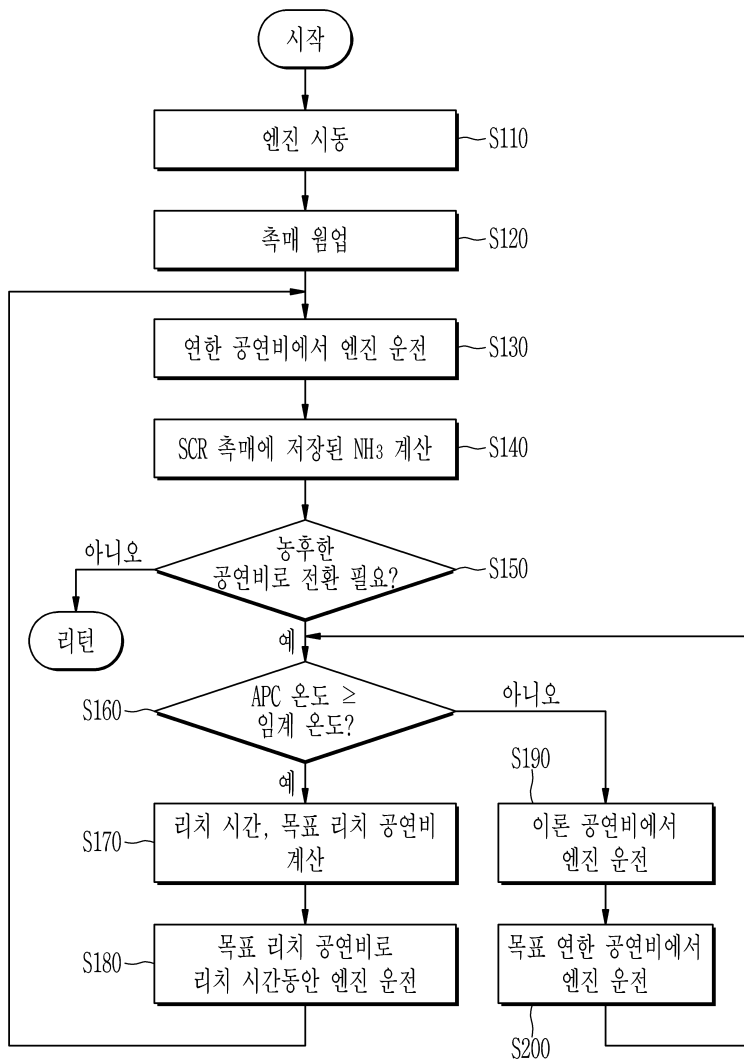 시작
엔진 시동
S110
촉매 웜업
S120
연한 공연비에서 엔진 운전
S130
SCR 촉매에 저장된 NH₃ 계산
S140
농후한
공연비로 전환 필요?
S150
아니오
리턴
예
APC 온도 ≥
임계 온도?
S160
아니오
예
S190
리치 시간, 목표 리치 공연비
계산
S170
이론 공연비에서
엔진 운전
목표 리치 공연비로
리치 시간동안 엔진 운전
S180
목표 연한 공연비에서
엔진 운전
S200